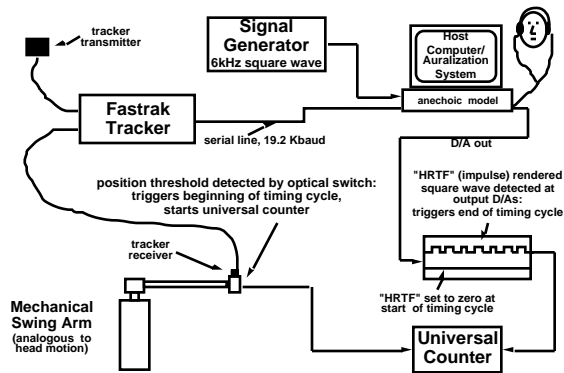 tracker
transmitter
Signal
Generator
6kHz square wave
Host
Computer/
Auralization
System
anechoic model
Fastrak
Tracker
serial line, 19.2 Kbaud
D/A out
position threshold detected by optical switch:
triggers beginning of timing cycle,
starts universal counter
"HRTF" (impulse) rendered
square wave detected at
output D/As:
triggers end of timing cycle
tracker
receiver
"HRTF" set to zero at
start of timing cycle
Mechanical
Swing Arm
(analogous to
head motion)
Universal
Counter